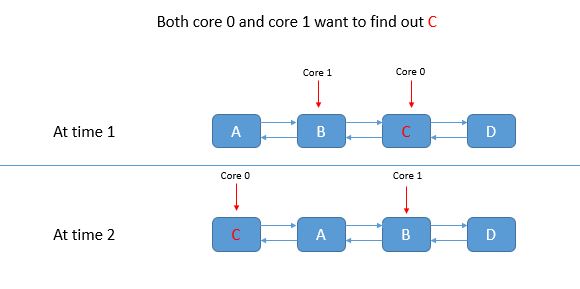 Both core 0 and core 1 want to find out C
Core 1 Core 0
At time 1 A B C D
Core 0 Core 1
At time 2 C A B D